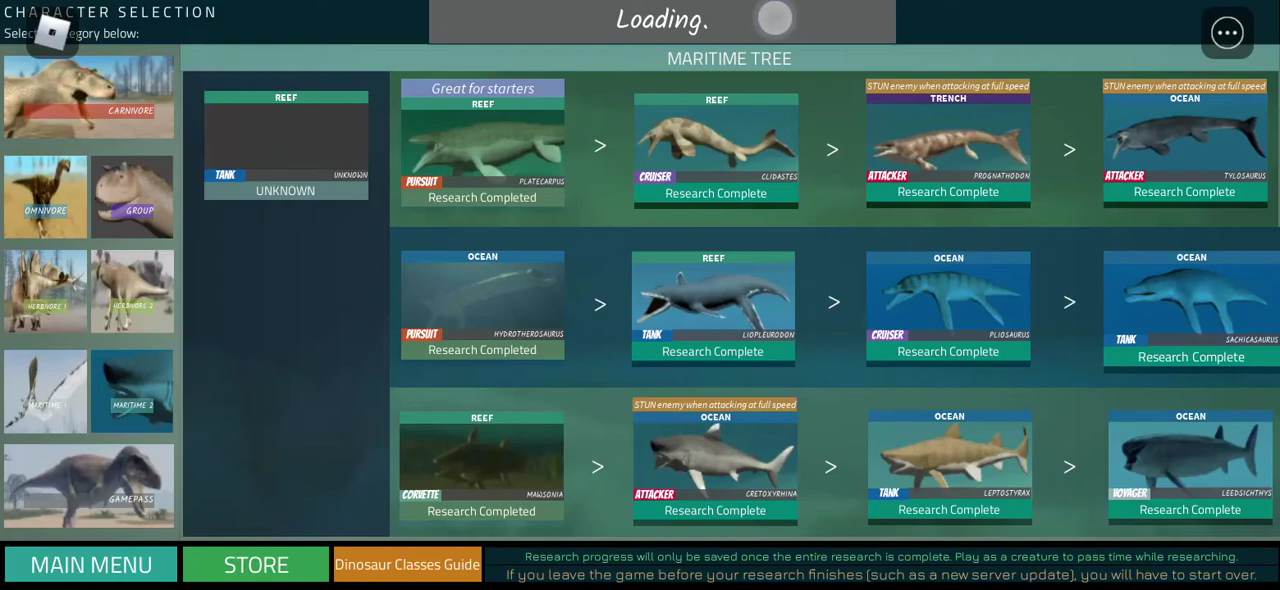 CHARACTER SELECTION
Loading.
category below:
MARITIME TREE
CARNIVORE
OMNIVORE
GROUP
HERBIVORE 1
HERBIVORE 2
MARITIME 1
MARITIME 2
GAMEPASS
REEF
TANK
UNKNOWN
UNKNOWN
Great for starters
REEF
PURSUIT
PLATECARPUS
Research Completed
>
REEF
CRUISER
CLIDASTES
Research Complete
>
STUN enemy when attacking at full speed
TRENCH
ATTACKER
PROGNATHODON
Research Complete
>
STUN enemy when attacking at full speed
OCEAN
ATTACKER
TYLOSAURUS
Research Complete
OCEAN
PURSUIT
HYDROTHEROSAURUS
Research Completed
>
REEF
TANK
LIOPLEURODON
Research Complete
>
OCEAN
CRUISER
PLIOSAURUS
Research Complete
>
OCEAN
TANK
SACHICASAURUS
Research Complete
REEF
CORVETTE
MAWSONIA
Research Completed
>
STUN enemy when attacking at full speed
OCEAN
ATTACKER
CRETOXYRHINA
Research Complete
>
OCEAN
TANK
LEPTOSTYRAX
Research Complete
>
OCEAN
VOYAGER
LEEDSICHTHYS
Research Complete
MAIN MENU
STORE
Dinosaur Classes Guide
Research progress will only be saved once the entire research is complete. Play as a creature to pass time while researching.
If you leave the game before your research finishes (such as a new server update), you will have to start over.